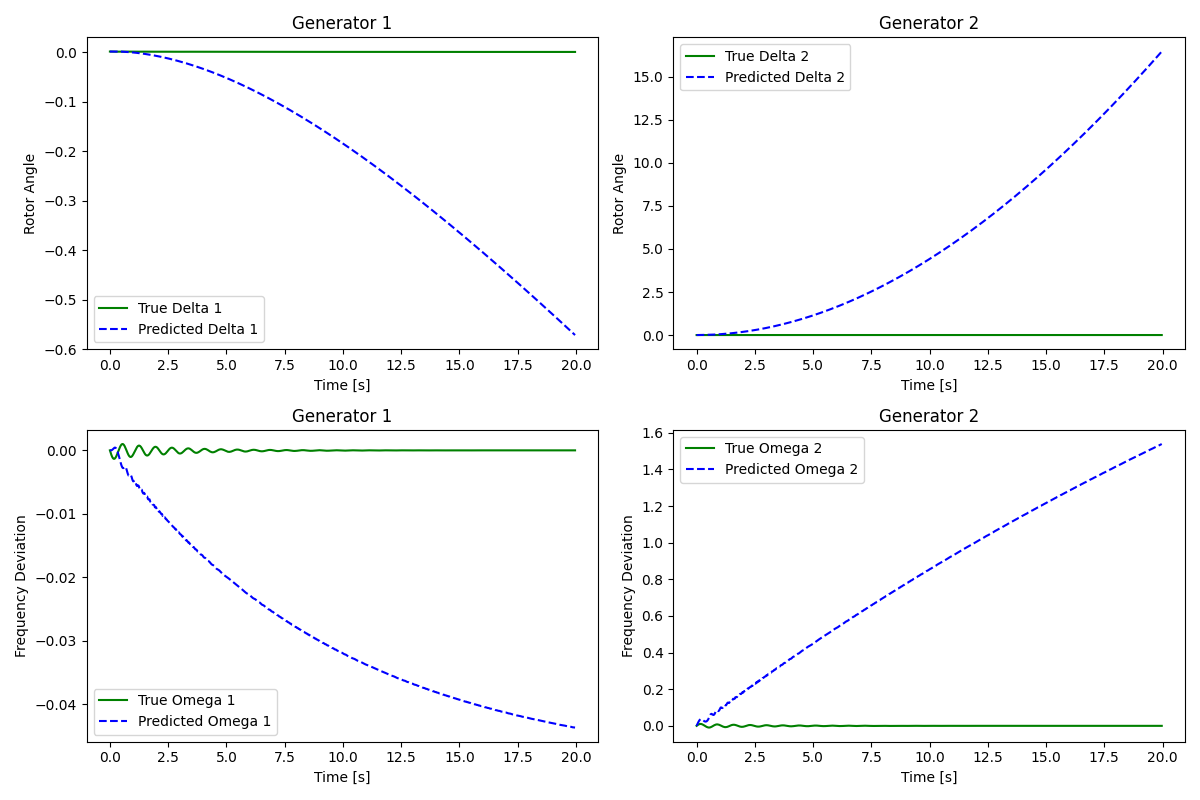 Generator 1
Rotor Angle
0.0
−0.1
−0.2
−0.3
−0.4
−0.5
−0.6
True Delta 1
Predicted Delta 1
0.0 2.5 5.0 7.5 10.0 12.5 15.0 17.5 20.0
Time [s]
Generator 2
Rotor Angle
15.0
12.5
10.0
7.5
5.0
2.5
0.0
True Delta 2
Predicted Delta 2
0.0 2.5 5.0 7.5 10.0 12.5 15.0 17.5 20.0
Time [s]
Generator 1
Frequency Deviation
0.00
−0.01
−0.02
−0.03
−0.04
True Omega 1
Predicted Omega 1
0.0 2.5 5.0 7.5 10.0 12.5 15.0 17.5 20.0
Time [s]
Generator 2
Frequency Deviation
1.6
1.4
1.2
1.0
0.8
0.6
0.4
0.2
0.0
True Omega 2
Predicted Omega 2
0.0 2.5 5.0 7.5 10.0 12.5 15.0 17.5 20.0
Time [s]